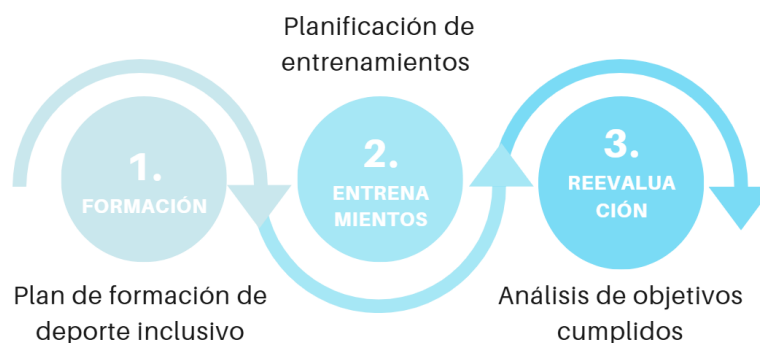 Planificación de
entrenamientos
1.
FORMACIÓN
2.
ENTRENA
MIENTOS
3.
REEVALUA
CIÓN
Plan de formación de
deporte inclusivo
Análisis de objetivos
cumplidos